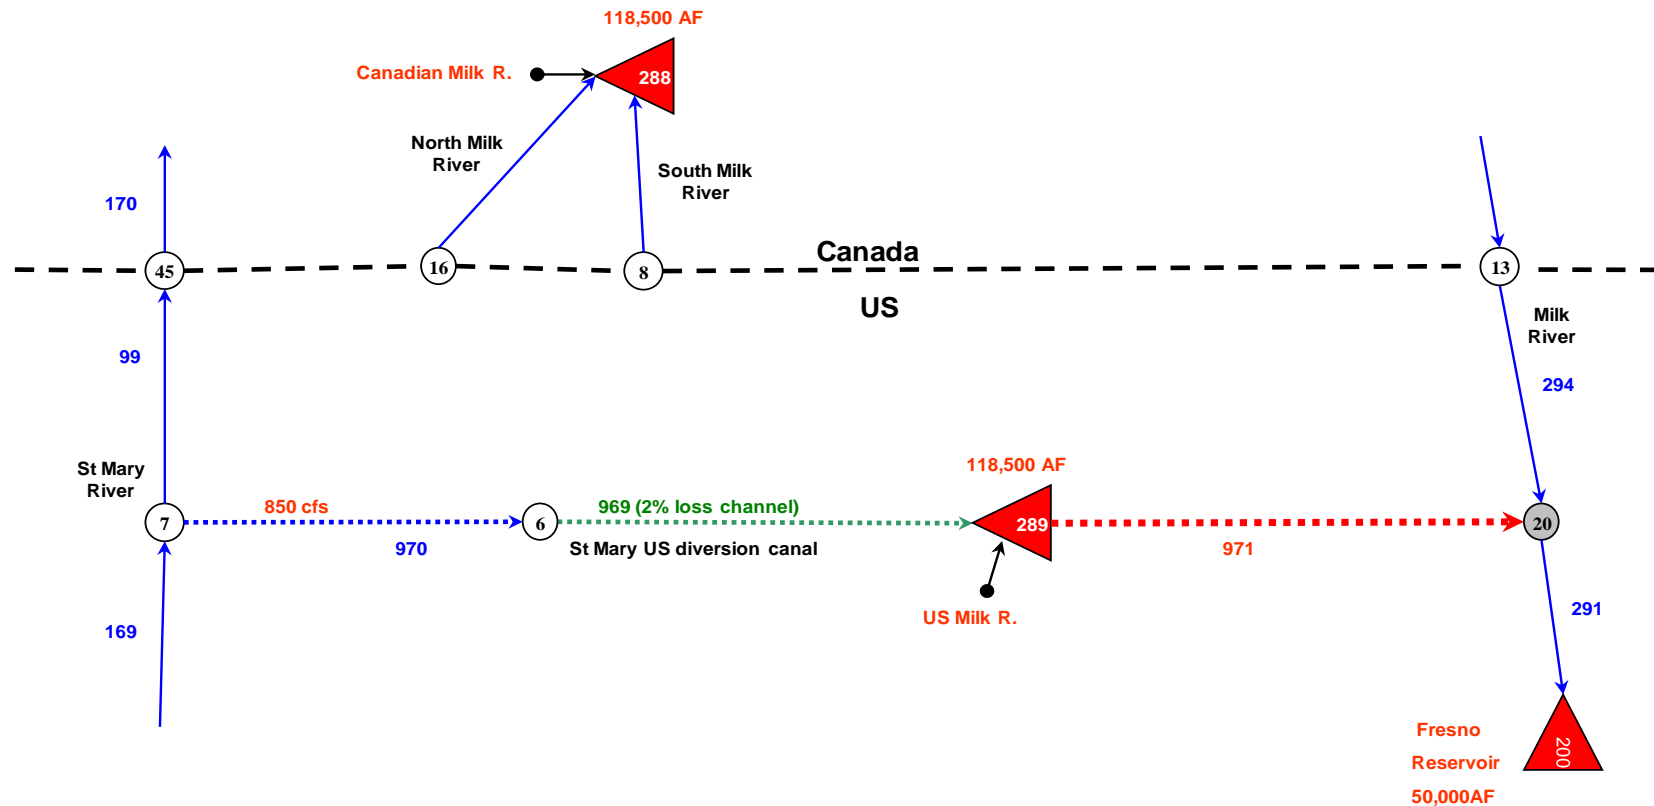 118,500 AF
Canadian Milk R.
288
North Milk
River
South Milk
River
170
45
16
8
Canada
13
US
Milk
River
99
294
St Mary
River
118,500 AF
7
850 cfs
6
969 (2% loss channel)
289
20
970
St Mary US diversion canal
971
291
US Milk R.
169
Fresno
Reservoir
50,000AF
200